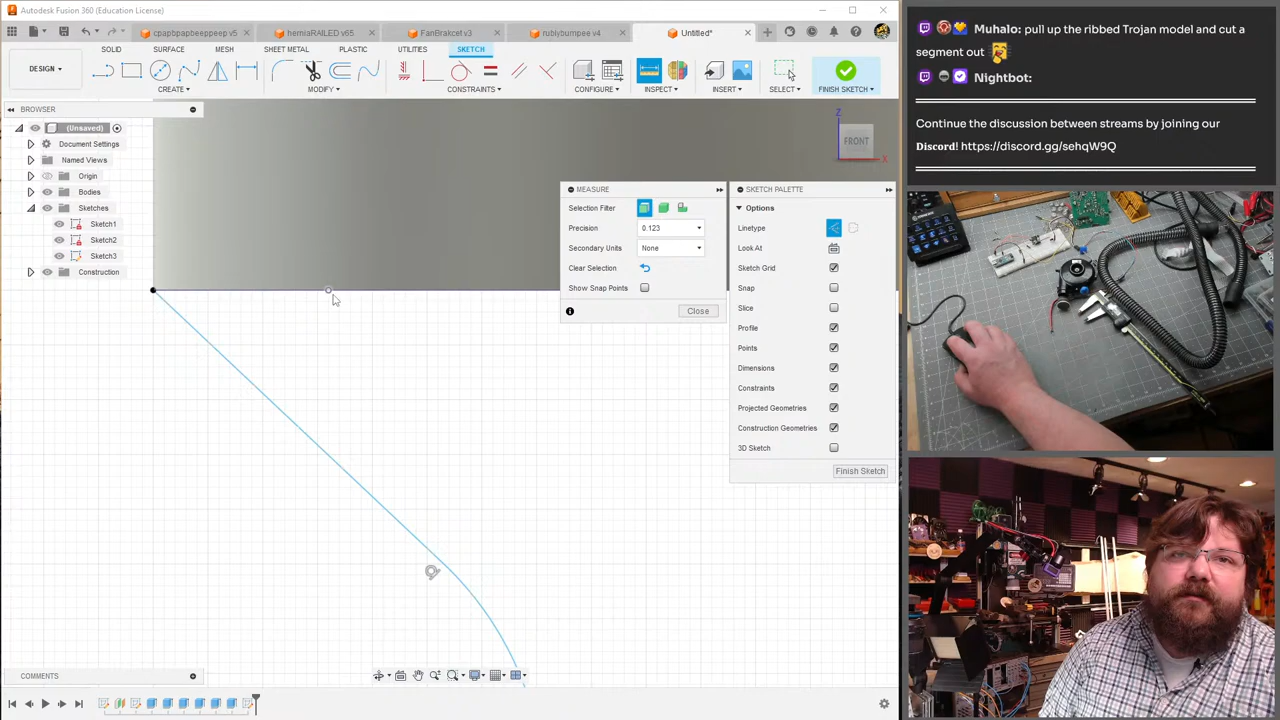 Autodesk Fusion 360 (Education License)
cpapbpapbeeppeep v5
hemiaRAILED v65
FanBrakcet v3
rublybumpeer v4
Untitled*
SOLID
SURFACE
MESH
SHEET METAL
PLASTIC
UTILITIES
SKETCH
DESIGN
CREATE
MODIFY
CONSTRAINTS
CONFIGURE
INSPECT
INSERT
SELECT
FINISH SKETCH
BROWSER
(Unsaved)
Document Settings
Named Views
Origin
Bodies
Sketches
Sketch1
Sketch2
Sketch3
Construction
Z
FRONT
X
MEASURE
Selection Filter
Precision
0.123
Secondary Units
None
Clear Selection
Show Snap Points
Close
SKETCH PALETTE
Options
Linetype
Look At
Sketch Grid
Snap
Slice
Profile
Points
Dimensions
Constraints
Projected Geometries
Construction Geometries
3D Sketch
Finish Sketch
COMMENTS
Muhalo: pull up the ribbed Trojan model and cut a
segment out
Nightbot:
Continue the discussion between streams by joining our
Discord! https://discord.gg/sehqW9Q